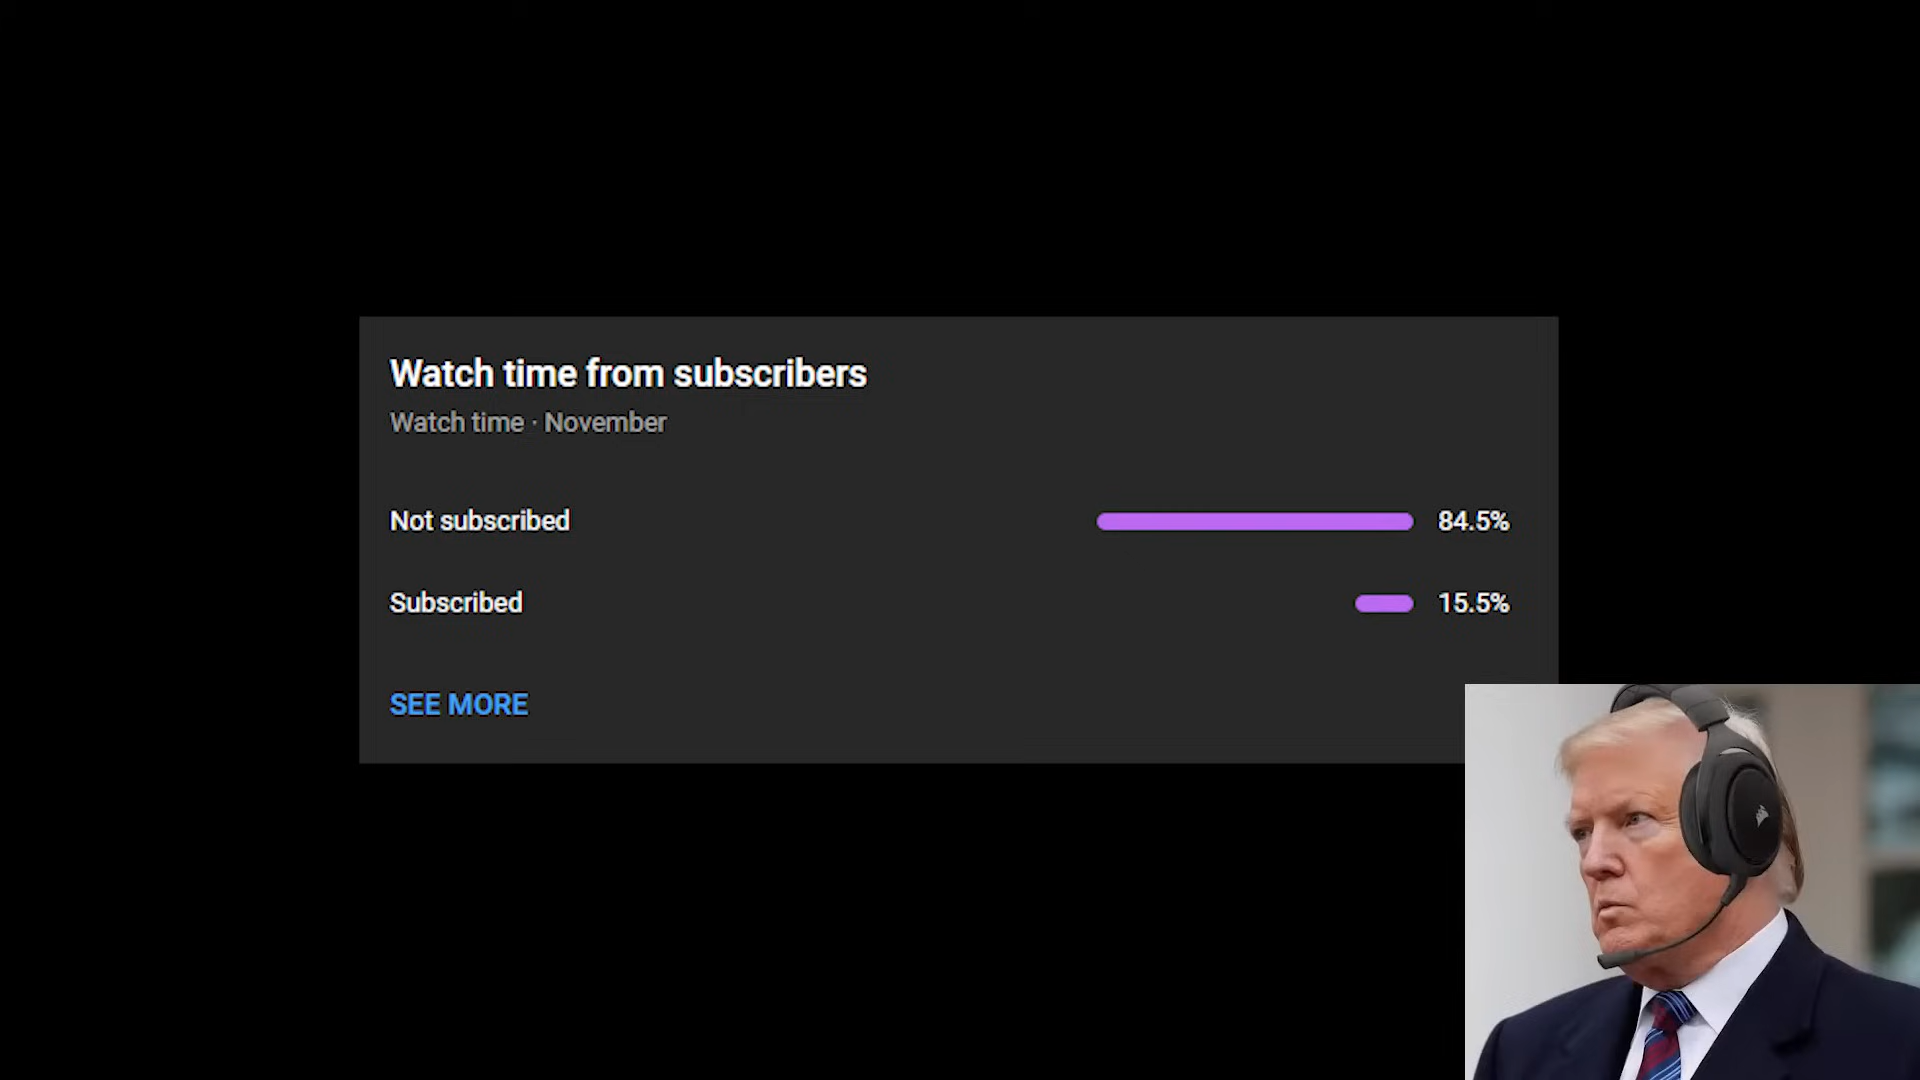 Watch time from subscribers
Watch time · November
Not subscribed 84.5%
Subscribed 15.5%
SEE MORE